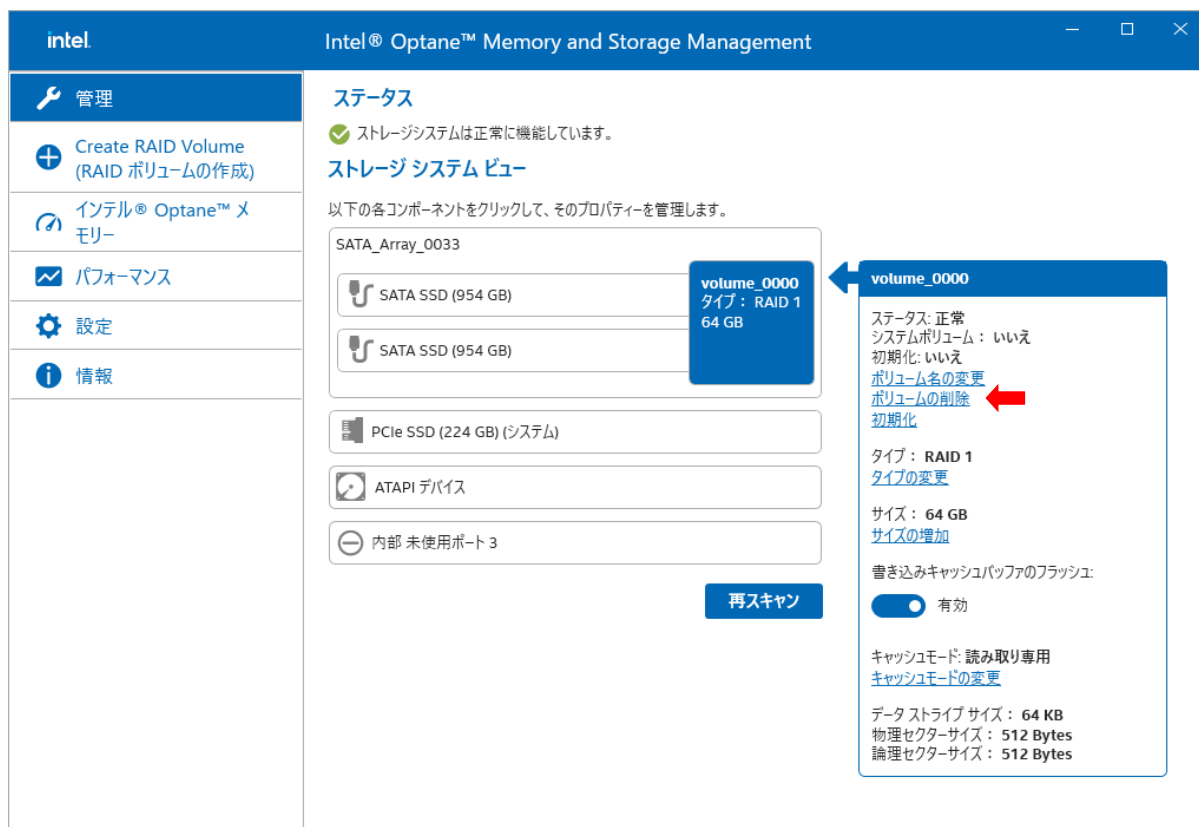 intel.
Intel® Optane™ Memory and Storage Management
管理
Create RAID Volume
(RAID ボリュームの作成)
インテル® Optane™ メ
モリー
パフォーマンス
設定
情報
ステータス
ストレージシステムは正常に機能しています。
ストレージ システム ビュー
以下の各コンポーネントをクリックして、そのプロパティーを管理します。
SATA_Array_0033
SATA SSD (954 GB)
SATA SSD (954 GB)
volume_0000
タイプ： RAID 1
64 GB
PCIe SSD (224 GB) (システム)
ATAPI デバイス
内部 未使用ポート 3
再スキャン
volume_0000
ステータス: 正常
システムボリューム： いいえ
初期化: いいえ
ボリューム名の変更
ボリュームの削除
初期化
タイプ： RAID 1
タイプの変更
サイズ： 64 GB
サイズの増加
書き込みキャッシュバッファのフラッシュ:
有効
キャッシュモード: 読み取り専用
キャッシュモードの変更
データ ストライプ サイズ： 64 KB
物理セクターサイズ： 512 Bytes
論理セクターサイズ： 512 Bytes